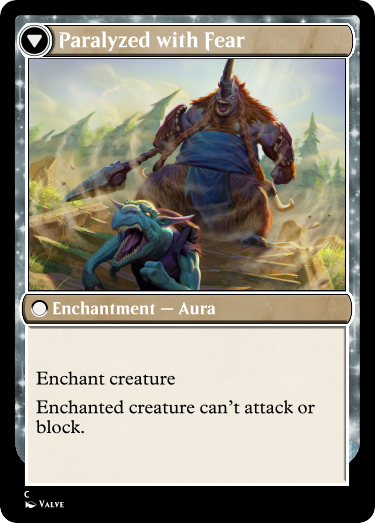 Paralyzed with Fear
Enchantment — Aura
Enchant creature
Enchanted creature can't attack or
block.
C
Valve